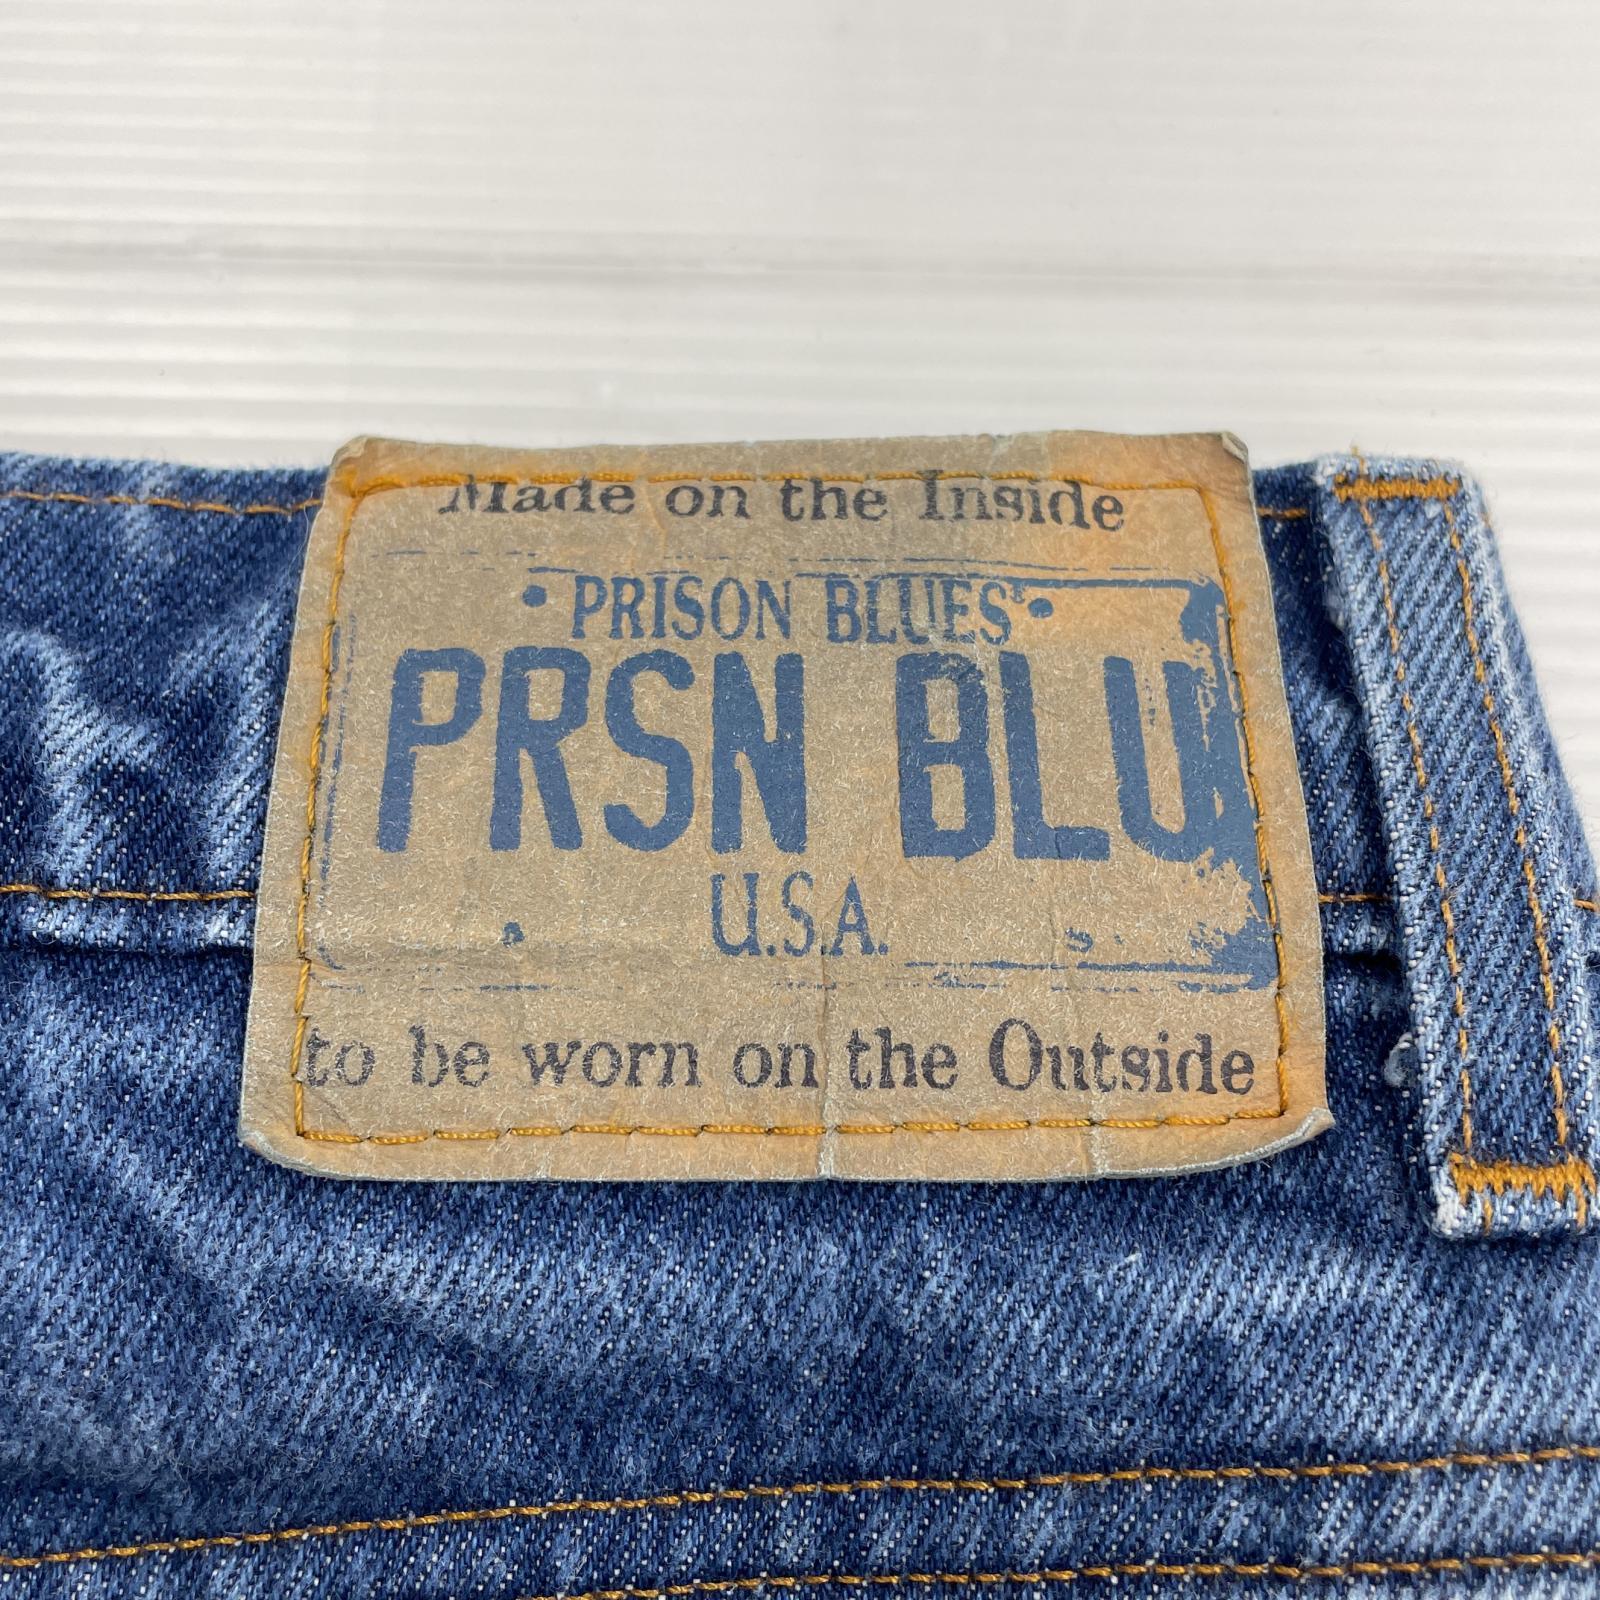 Made on the Inside
• PRISON BLUES •
PRSN BLU
U.S.A.
to be worn on the Outside